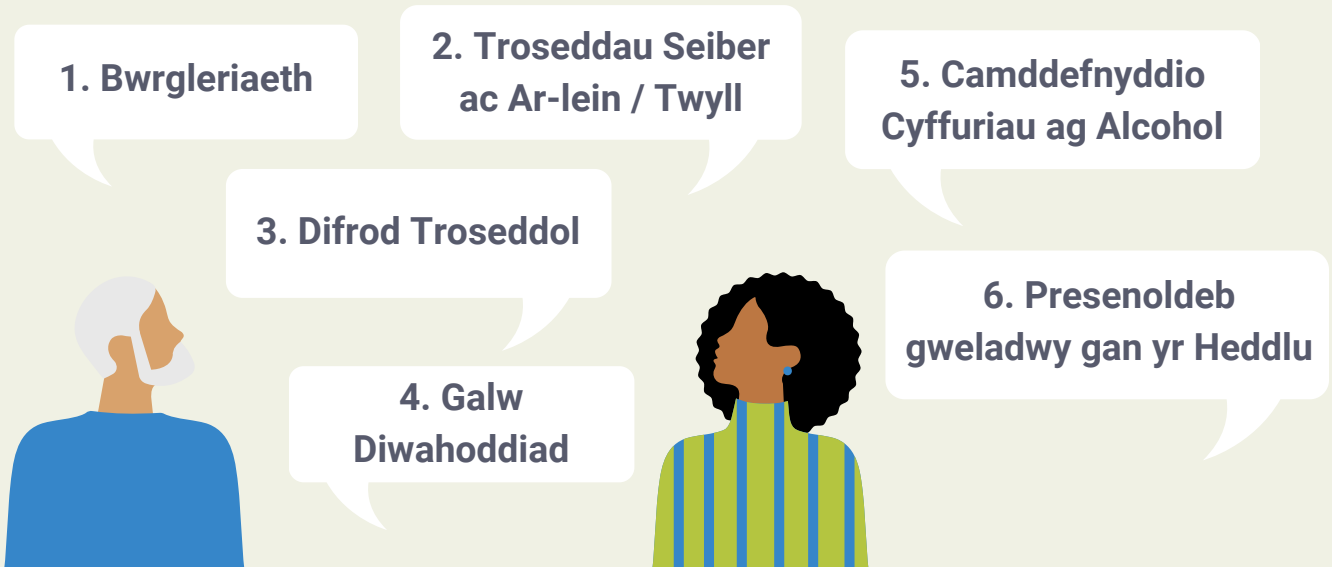 1. Bwrgleriaeth
2. Troseddau Seiber
ac Ar-lein / Twyll
3. Difrod Troseddol
4. Galw
Diwahoddiad
5. Camddefnyddio
Cyffuriau ag Alcohol
6. Presenoldeb
gweladwy gan yr Heddlu